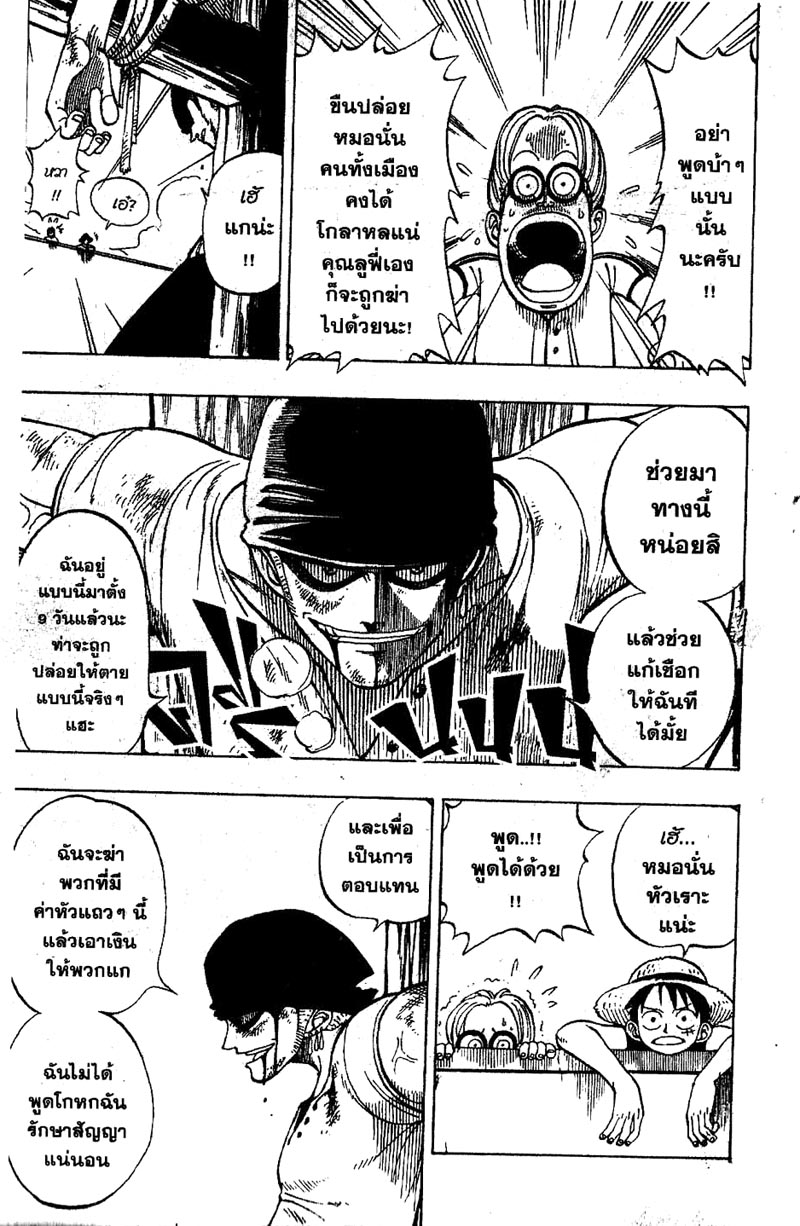 อย่า
พูดบ้าๆ
แบบ
นั้น
นะครับ
!!
ขืนปล่อย
หมอนั่น
คนทั้งเมือง
คงได้
โกลาหลแน่
คุณลูฟี่เอง
ก็จะถูกฆ่า
ไปด้วยนะ!
เฮ้
แกน่ะ
!!
เอ๋?
หวา
!!
ช่วยมา
ทางนี้
หน่อยสิ
แล้วช่วย
แก้เชือก
ให้ฉันที
ได้มั้ย
ฉันอยู่
แบบนี้มาตั้ง
๙ วันแล้วนะ
ท่าจะถูก
ปล่อยให้ตาย
แบบนี้จริงๆ
แฮะ
เฮ้...
หมอนั่น
หัวเราะ
แน่ะ
พูด..!!
พูดได้ด้วย
!!
และเพื่อ
เป็นการ
ตอบแทน
ฉันจะฆ่า
พวกที่มี
ค่าหัวแถวๆ นี้
แล้วเอาเงิน
ให้พวกแก
ฉันไม่ได้
พูดโกหกฉัน
รักษาสัญญา
แน่นอน